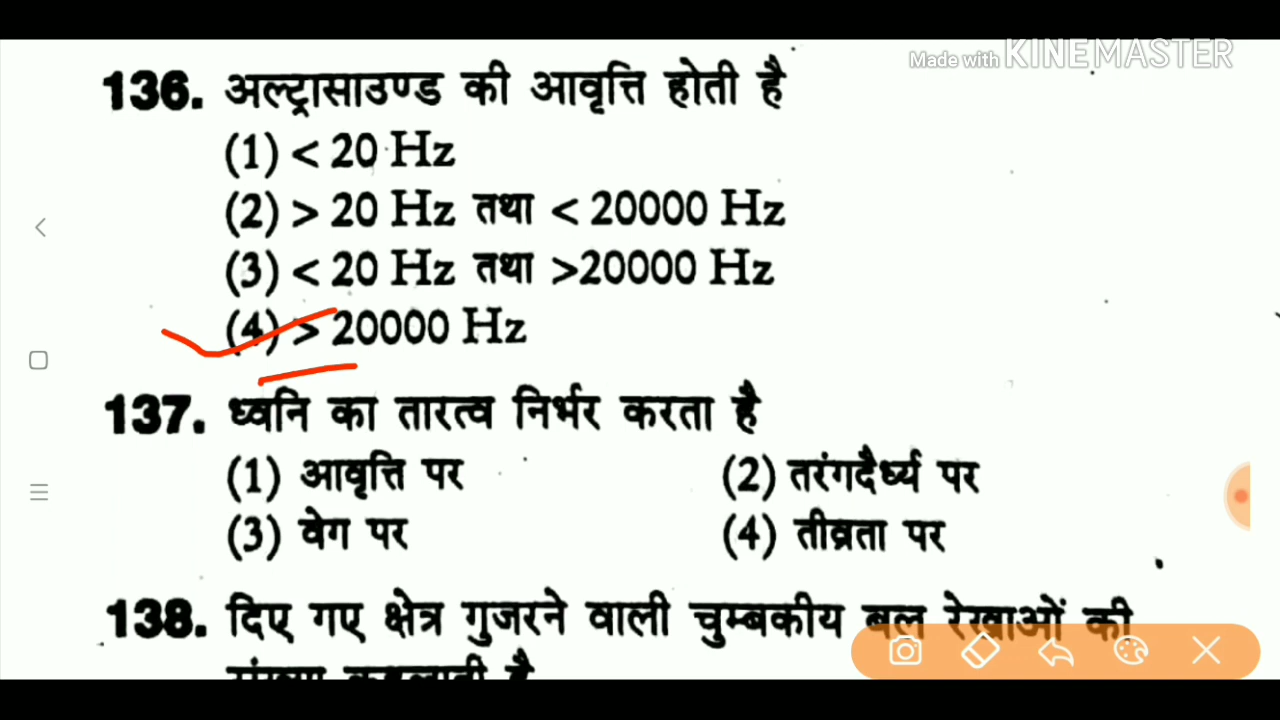 Made with KINEMASTER
136. अल्ट्रासाउण्ड की आवृत्ति होती है
(1) < 20 Hz
(2) > 20 Hz तथा < 20000 Hz
(3) < 20 Hz तथा >20000 Hz
(4) > 20000 Hz
137. ध्वनि का तारत्व निर्भर करता है
(1) आवृत्ति पर (2) तरंगदैर्ध्य पर
(3) वेग पर (4) तीव्रता पर
138. दिए गए क्षेत्र गुजरने वाली चुम्बकीय बल रेखाओं की